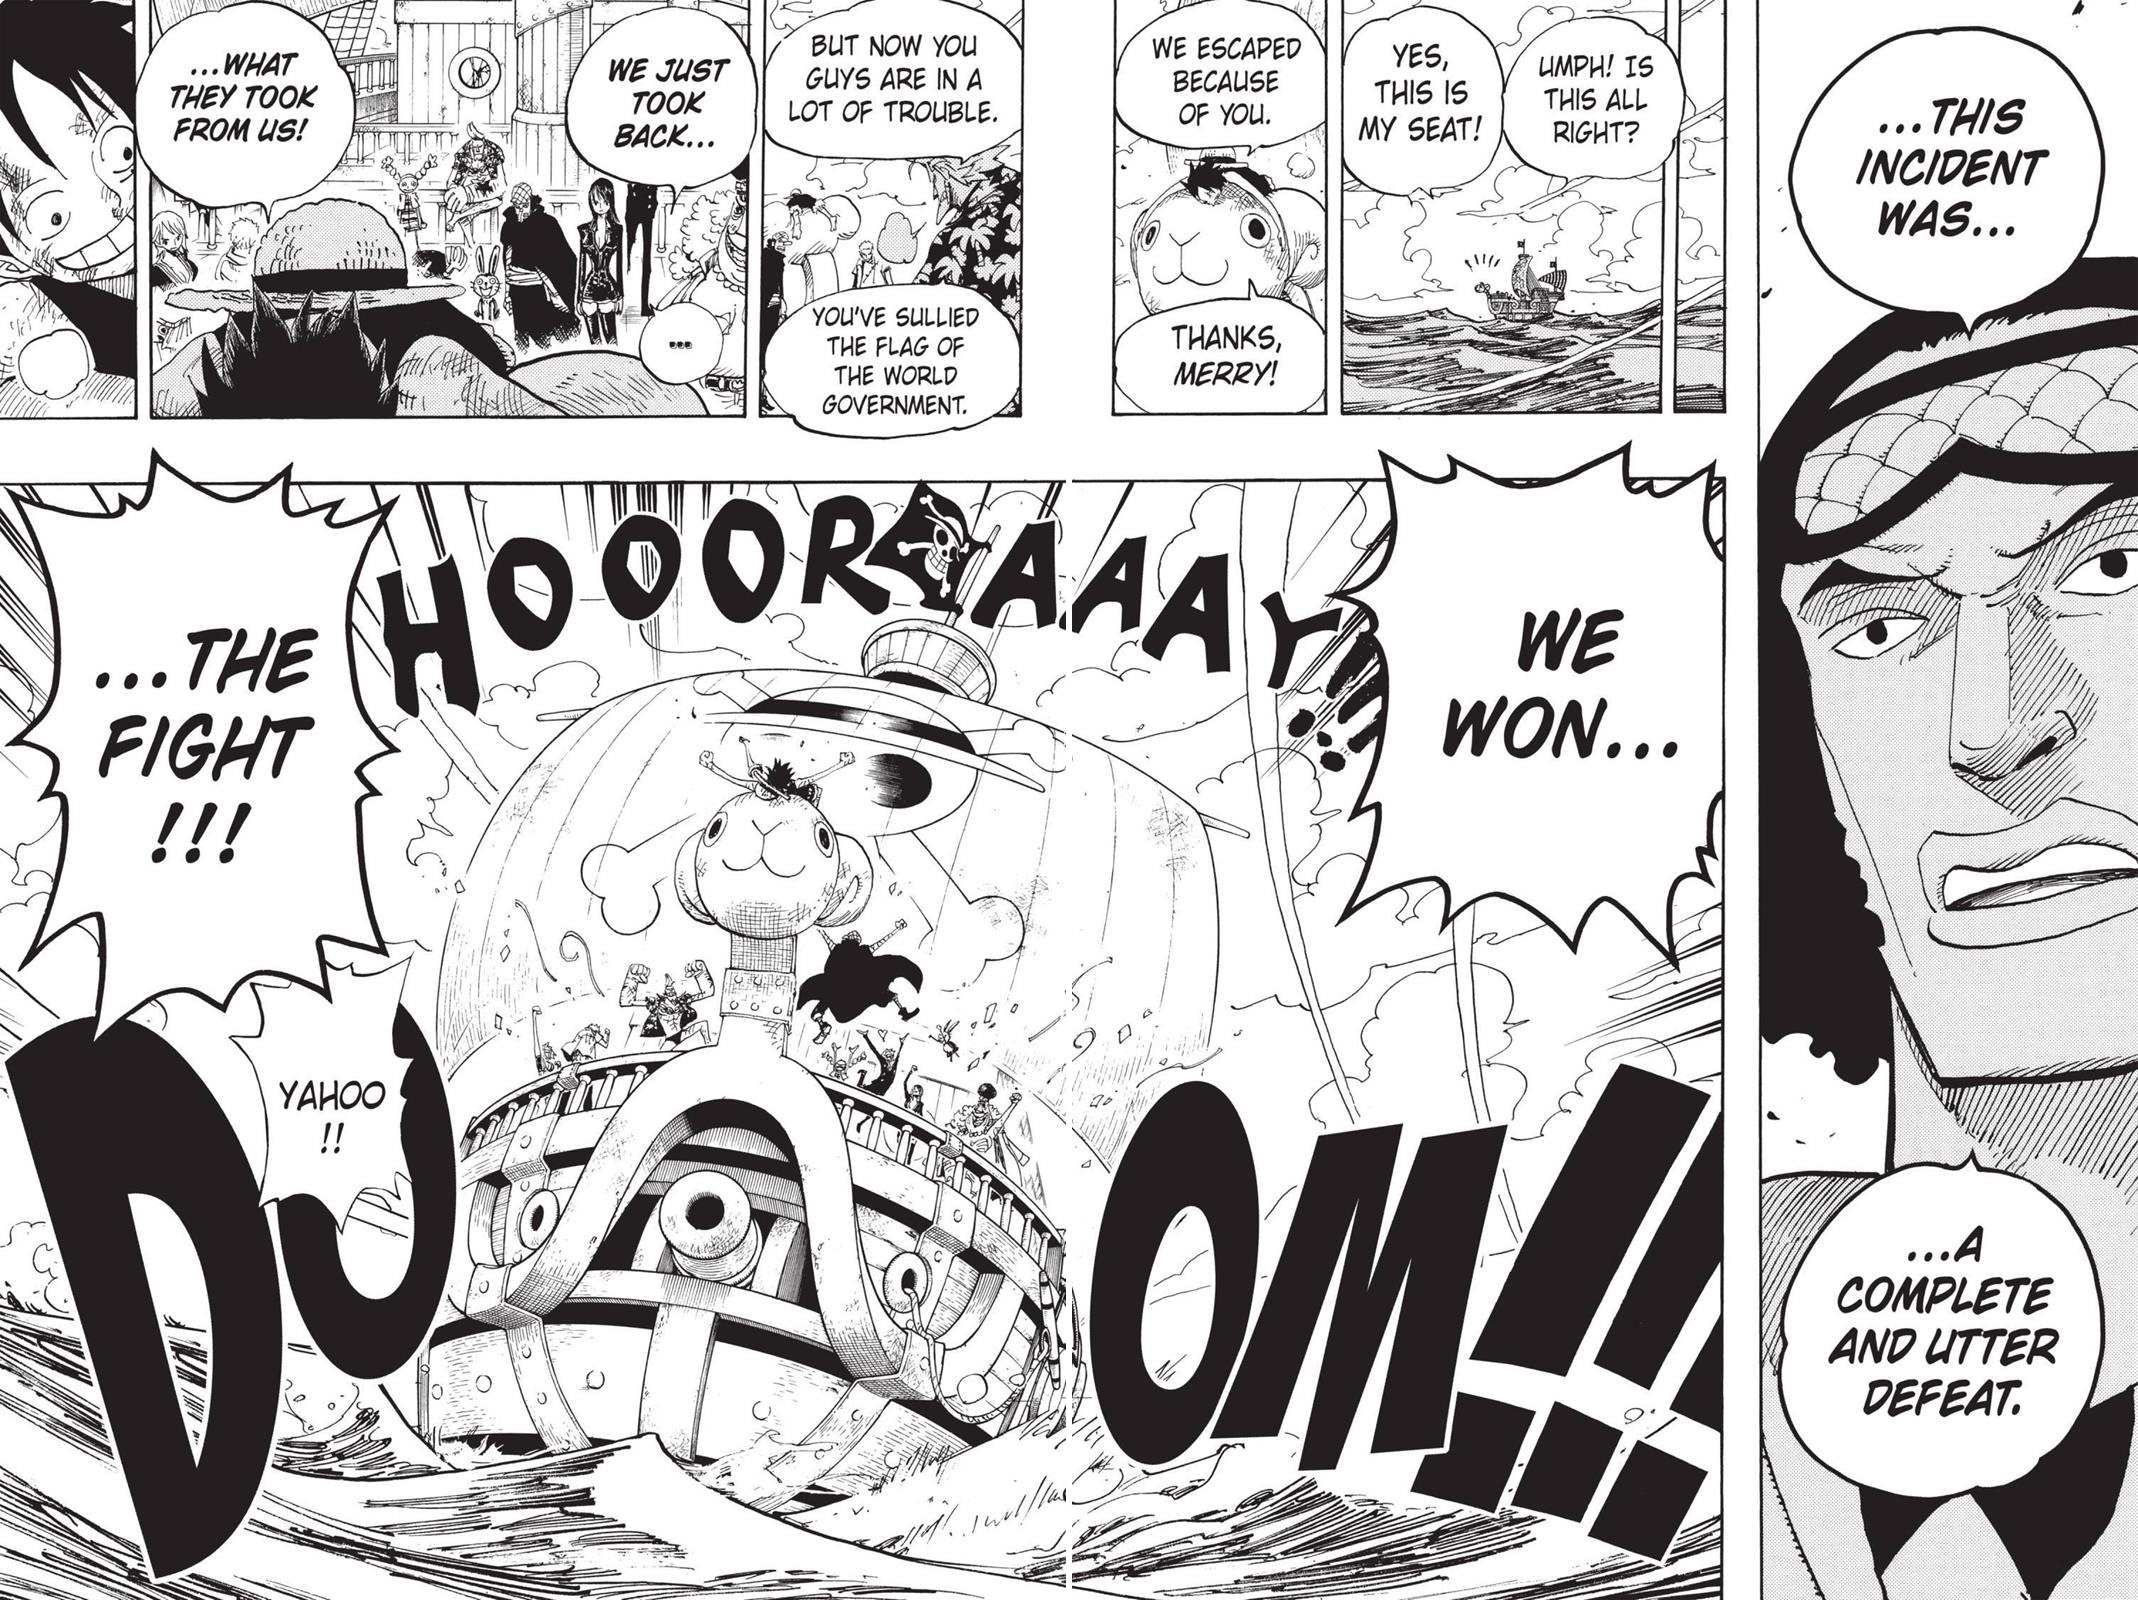 ...THIS
INCIDENT
WAS...
...A
COMPLETE
AND UTTER
DEFEAT.
UMPH! IS
THIS ALL
RIGHT?
YES,
THIS IS
MY SEAT!
WE ESCAPED
BECAUSE
OF YOU.
THANKS,
MERRY!
BUT NOW YOU
GUYS ARE IN A
LOT OF TROUBLE.
YOU'VE SULLIED
THE FLAG OF
THE WORLD
GOVERNMENT.
WE JUST
TOOK
BACK...
...
...WHAT
THEY TOOK
FROM US!
WE
WON...
...THE
FIGHT
!!!
HOOORAAAAY
YAHOO
!!
DOOM!!